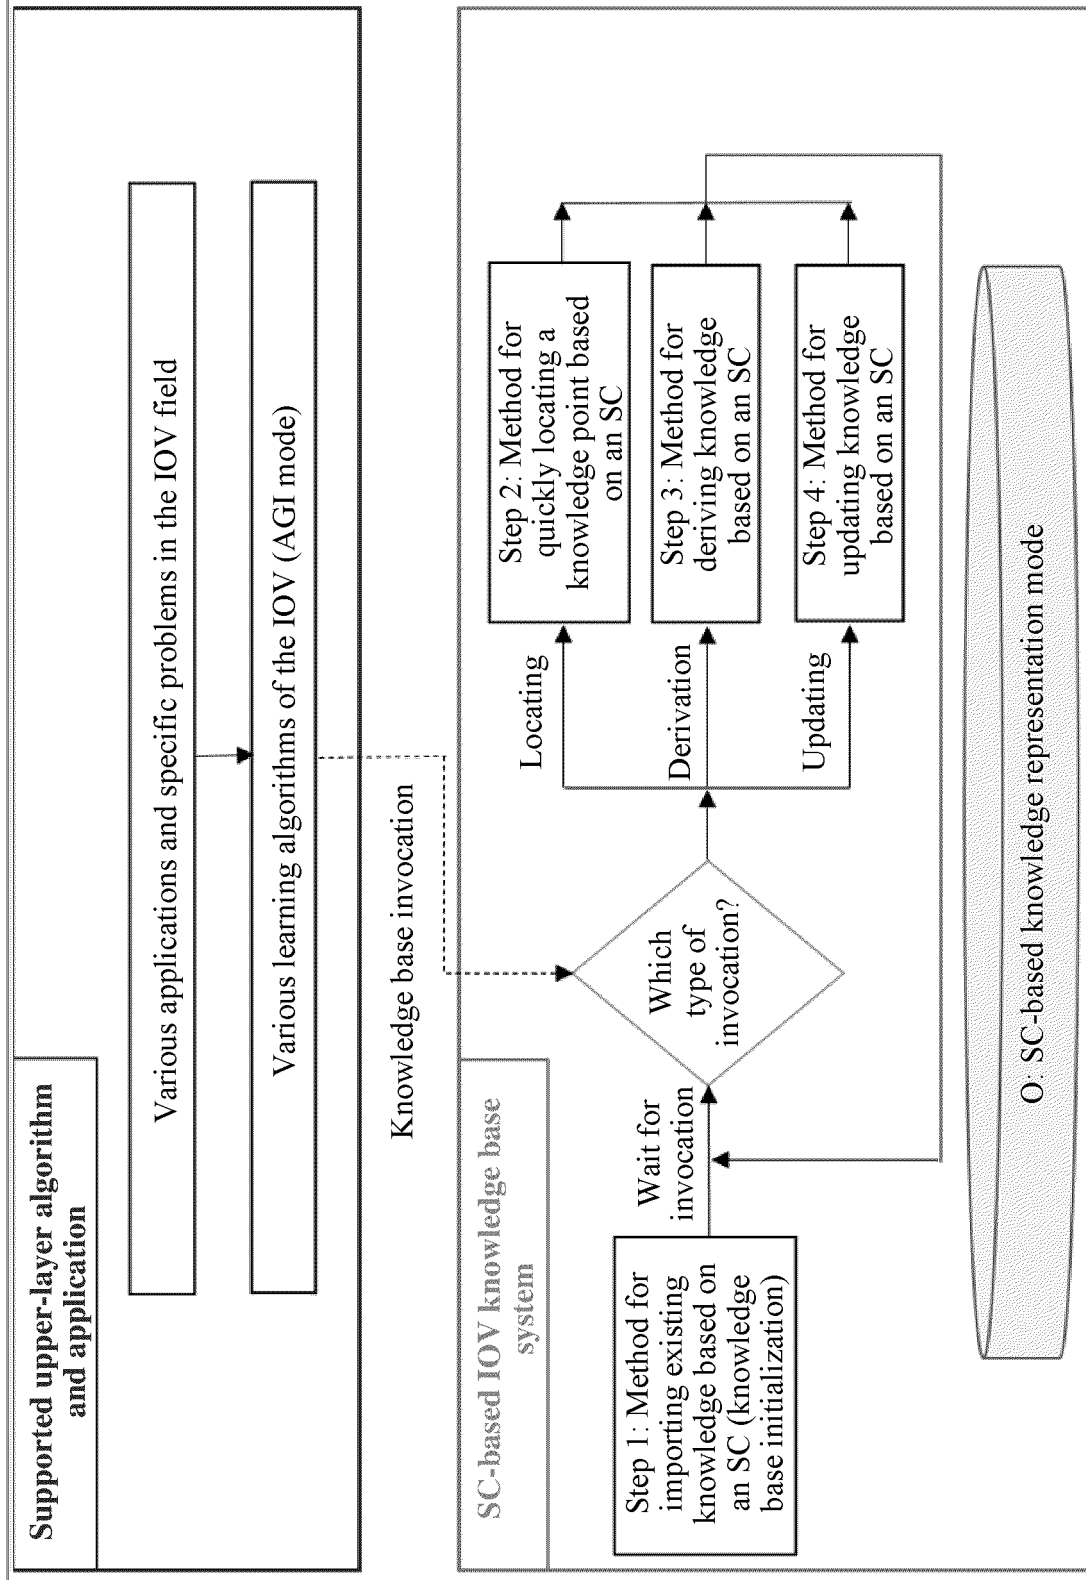 Supported upper-layer algorithm
and application
Various applications and specific problems in the IOV field
Various learning algorithms of the IOV (AGI mode)
Knowledge base invocation
SC-based IOV knowledge base
system
Step 1: Method for
importing existing
knowledge based on
an SC (knowledge
base initialization)
Wait for
invocation
Which
type of
invocation?
Locating
Derivation
Updating
Step 2: Method for
quickly locating a
knowledge point based
on an SC
Step 3: Method for
deriving knowledge
based on an SC
Step 4: Method for
updating knowledge
based on an SC
O: SC-based knowledge representation mode